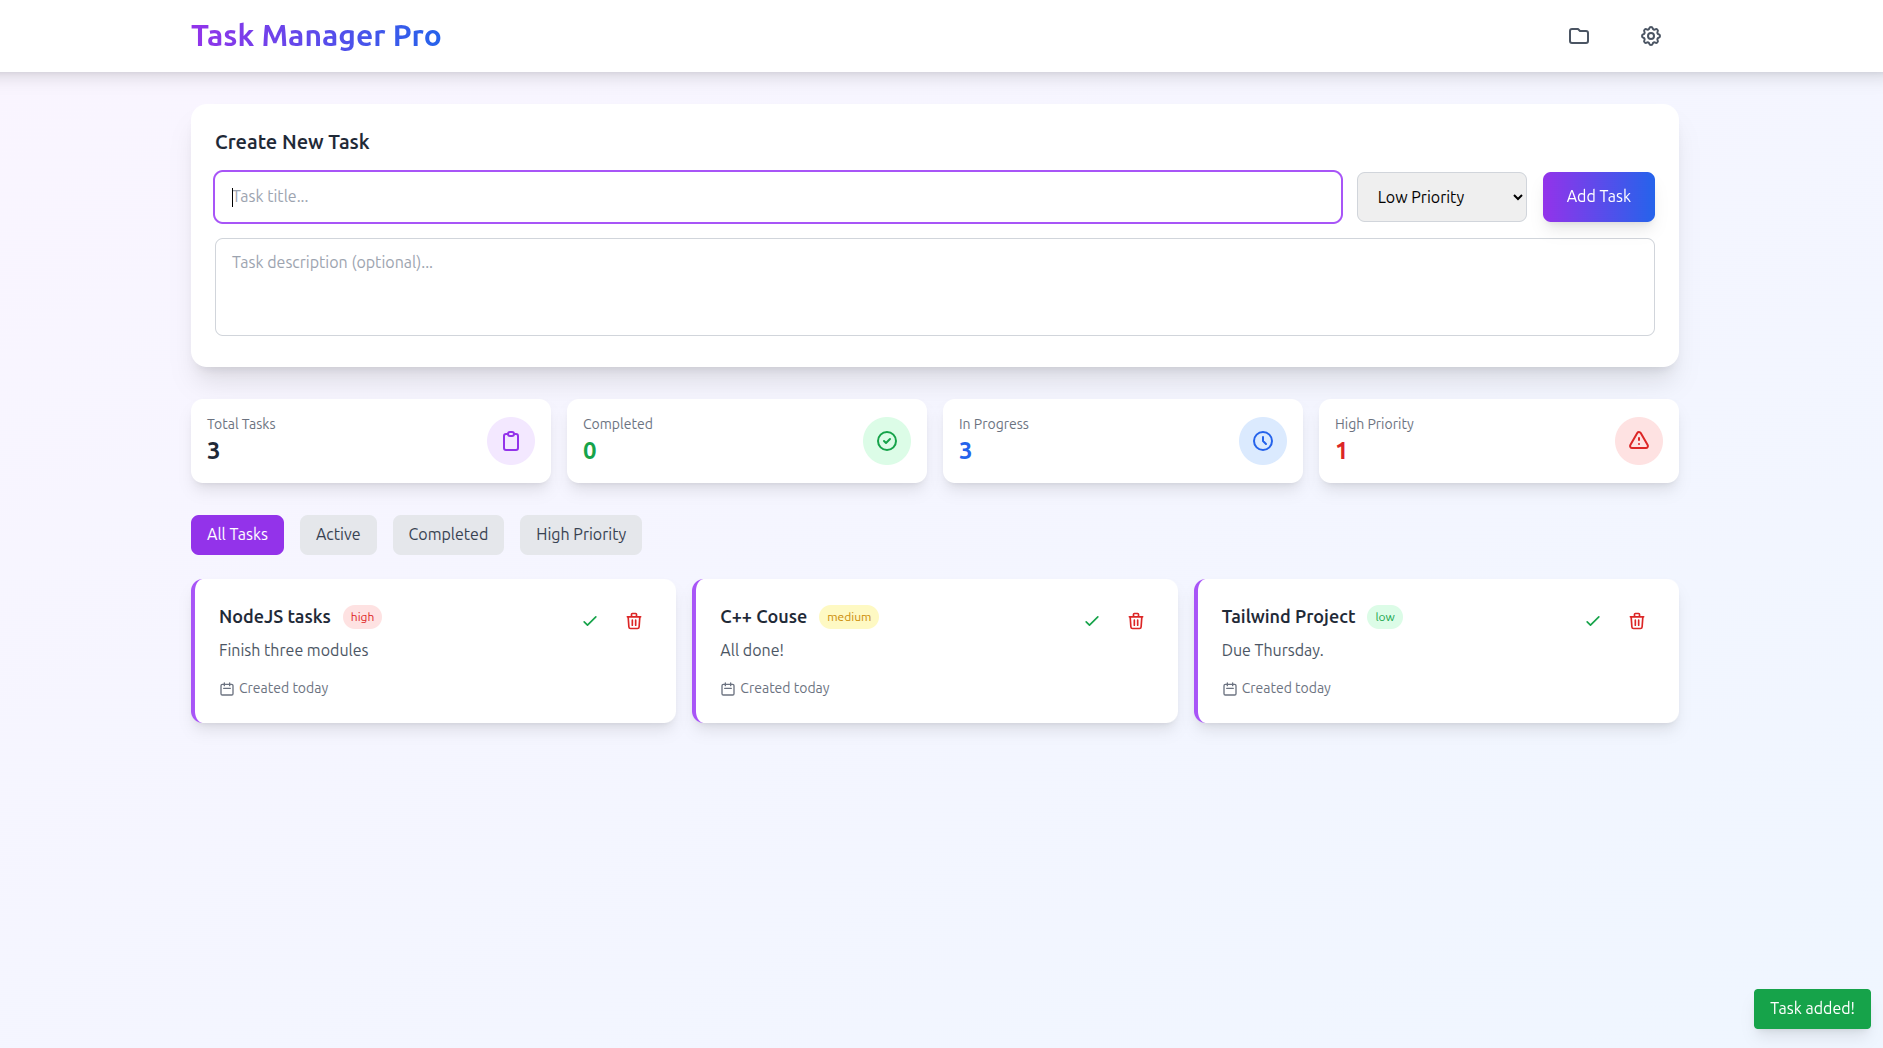 Task Manager Pro
Create New Task
Task title...
Low Priority
Add Task
Task description (optional)...
Total Tasks
3
Completed
0
In Progress
3
High Priority
1
All Tasks
Active
Completed
High Priority
NodeJS tasks high
Finish three modules
Created today
C++ Couse medium
All done!
Created today
Tailwind Project low
Due Thursday.
Created today
Task added!